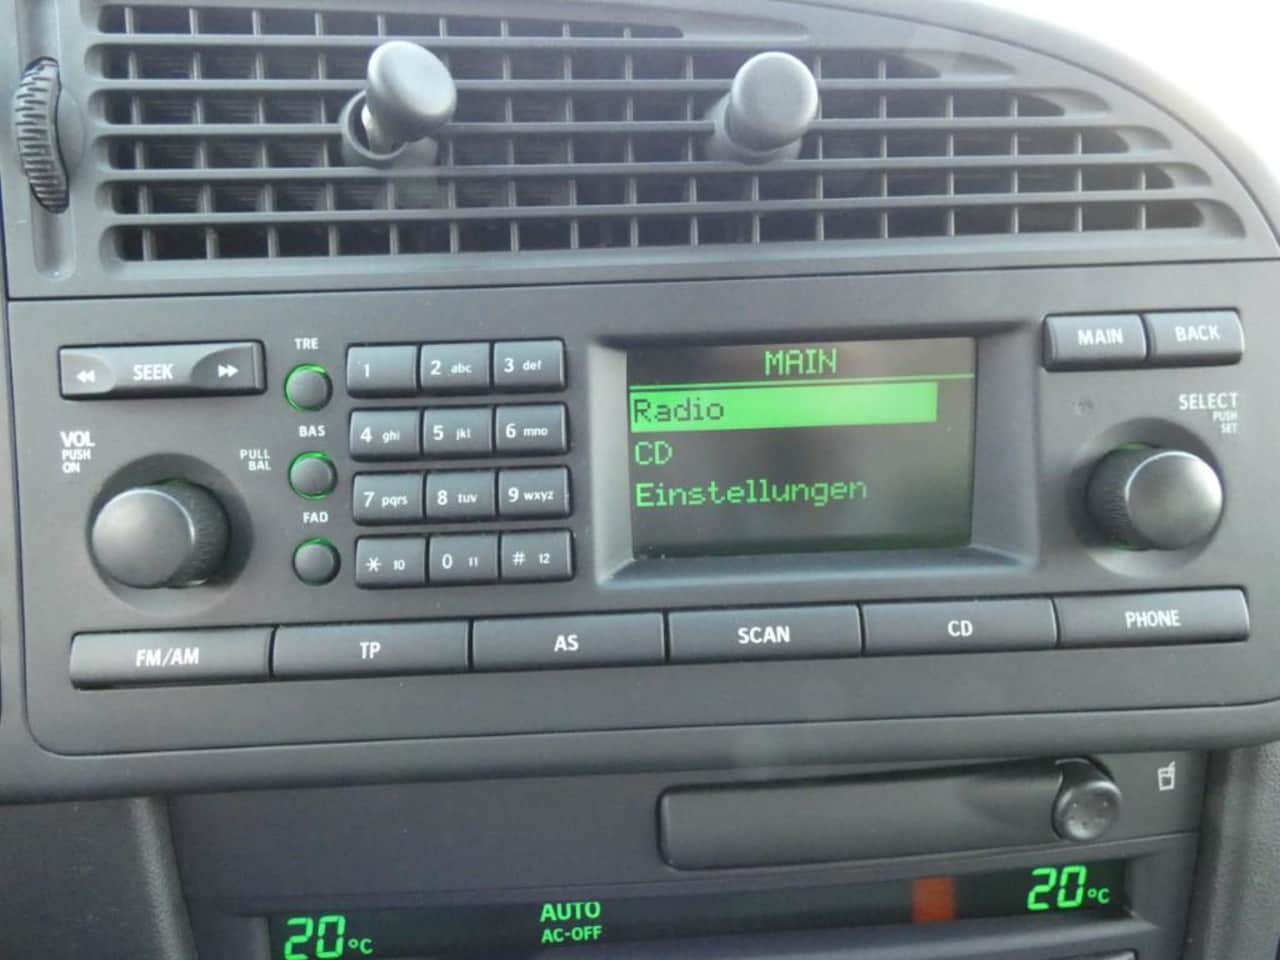 TRE
SEEK
BAS
VOL
PUSH
ON
PULL
BAL
FAD
1
2 abc
3 def
4 ghi
5 jkl
6 mno
7 pqrs
8 tuv
9 wxyz
* 10
0 11
# 12
MAIN
Radio
CD
Einstellungen
MAIN
BACK
SELECT
PUSH
SET
FM/AM
TP
AS
SCAN
CD
PHONE
20°C
AUTO
AC-OFF
20°C